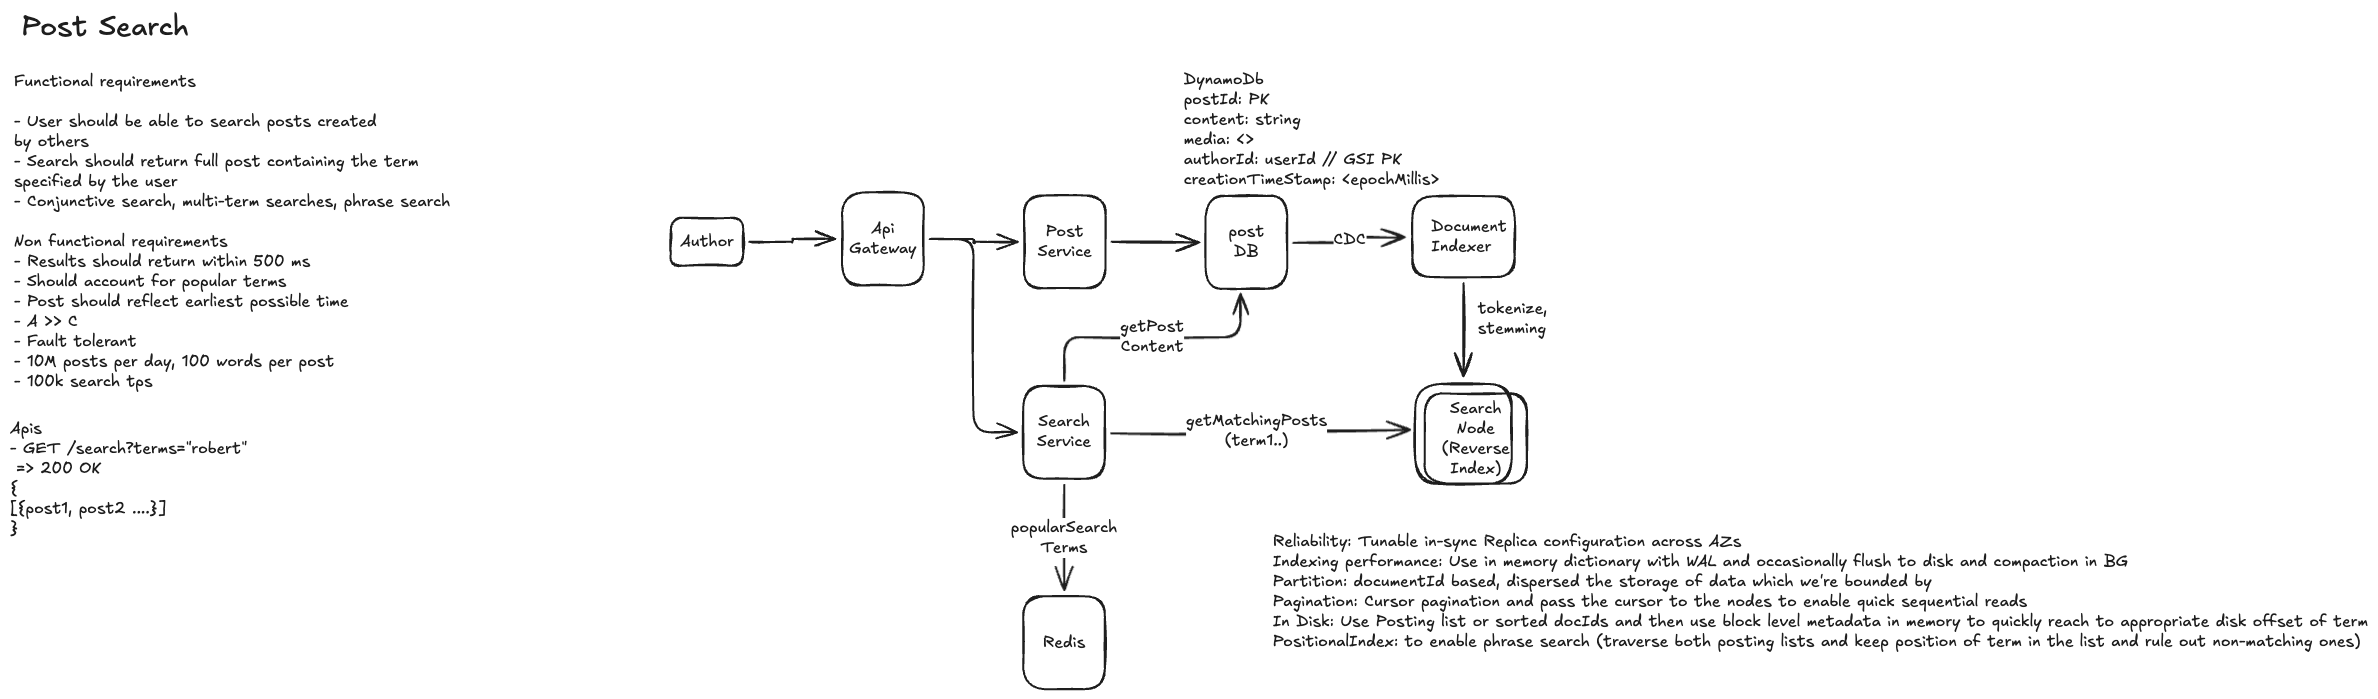 Post Search
Functional requirements
- User should be able to search posts created
by others
- Search should return full post containing the term
specified by the user
- Conjunctive search, multi-term searches, phrase search
Non functional requirements
- Results should return within 500 ms
- Should account for popular terms
- Post should reflect earliest possible time
- A >> C
- Fault tolerant
- 10M posts per day, 100 words per post
- 100k search tps
Apis
- GET /search?terms="robert"
=> 200 OK
{
[{post1, post2 ....}]
}
DynamoDb
postId: PK
content: string
media: <>
authorId: userId // GSI PK
creationTimeStamp: <epochMillis>
Author
Api
Gateway
Post
Service
post
DB
CDC
Document
Indexer
tokenize,
stemming
getPost
Content
Search
Service
getMatchingPosts
(term1..)
Search
Node
(Reverse
Index)
popularSearch
Terms
Redis
Reliability: Tunable in-sync Replica configuration across AZs
Indexing performance: Use in memory dictionary with WAL and occasionally flush to disk and compaction in BG
Partition: documentId based, dispersed the storage of data which we're bounded by
Pagination: Cursor pagination and pass the cursor to the nodes to enable quick sequential reads
In Disk: Use Posting list or sorted docIds and then use block level metadata in memory to quickly reach to appropriate disk offset of term
PositionalIndex: to enable phrase search (traverse both posting lists and keep position of term in the list and rule out non-matching ones)